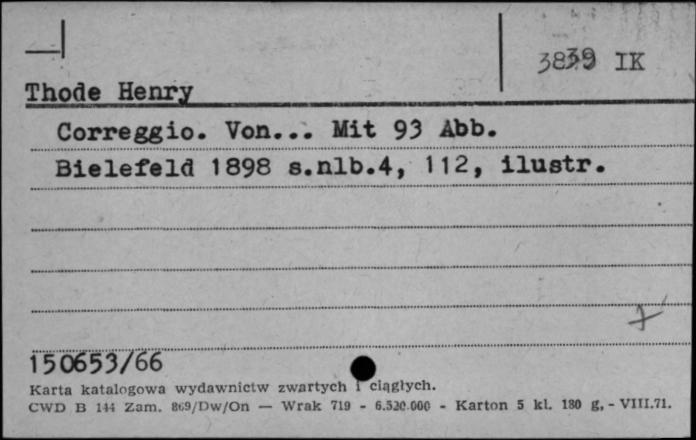 3839 IK
Thode Henry
Correggio. Von... Mit 93 Abb.
Bielefeld 1898 s.nlb.4, 112, ilustr.
150653/66
Karta katalogowa wydawnictw zwartych i ciągłych.
CWD B 144 Zam. 869/Dw/On — Wrak 719 - 6.520.000 - Karton 5 kl. 180 g. - VIII.71.